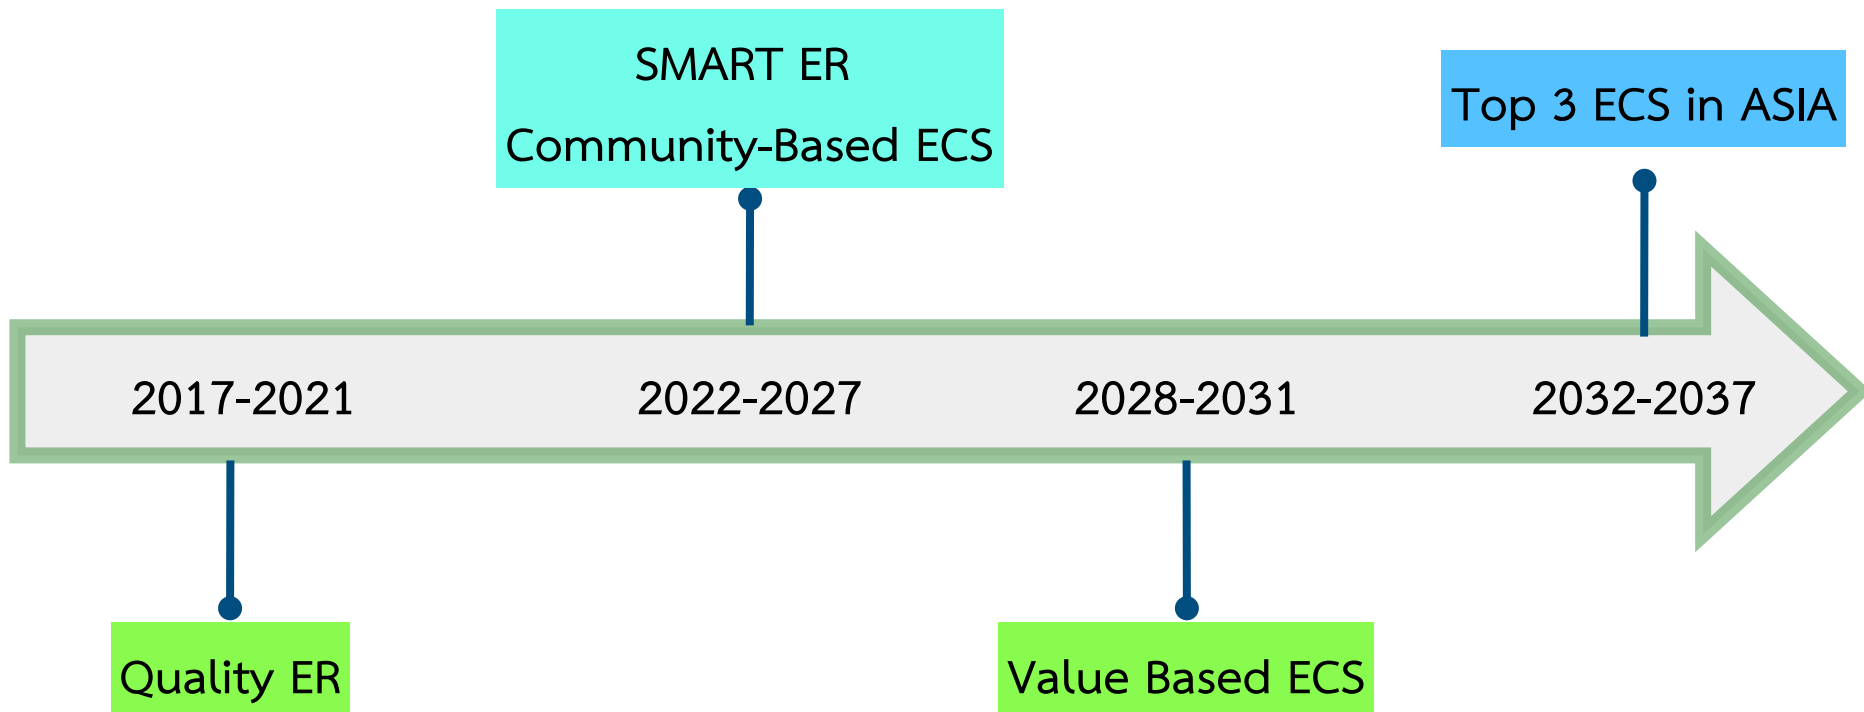 SMART ER
Community-Based ECS
Top 3 ECS in ASIA
2017-2021
2022-2027
2028-2031
2032-2037
Quality ER
Value Based ECS